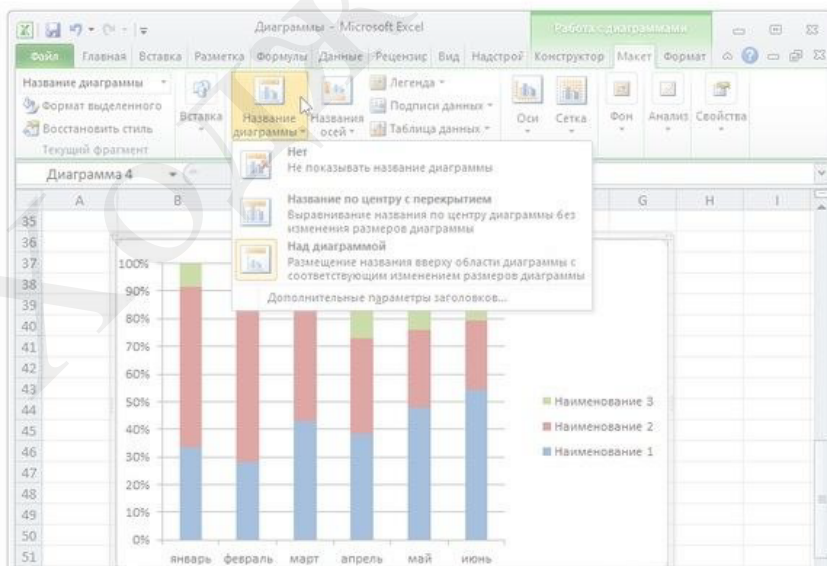 Диаграммы - Microsoft Excel
Работа с диаграммами
Файл Главная Вставка Разметка Формулы Данные Рецензис Вид Надстрой Конструктор Макет Формат
Название диаграммы
Формат выделенного
Восстановить стиль
Текущий фрагмент
Вставка
Название
диаграммы
Названия
осей
Легенда
Подписи данных
Таблица данных
Оси Сетка Фон Анализ Свойства
Диаграмма 4
Нет
Не показывать название диаграммы
Название по центру с перекрытием
Выравнивание названия по центру диаграммы без
изменения размеров диаграммы
Над диаграммой
Размещение названия вверху области диаграммы с
соответствующим изменением размеров диаграммы
Дополнительные параметры заголовков...
A B G H I
35
36
37
38
39
40
41
42
43
44
45
46
47
48
49
50
51
100%
90%
80%
70%
60%
50%
40%
30%
20%
10%
0%
январь февраль март апрель май июнь
Наименование 3
Наименование 2
Наименование 1